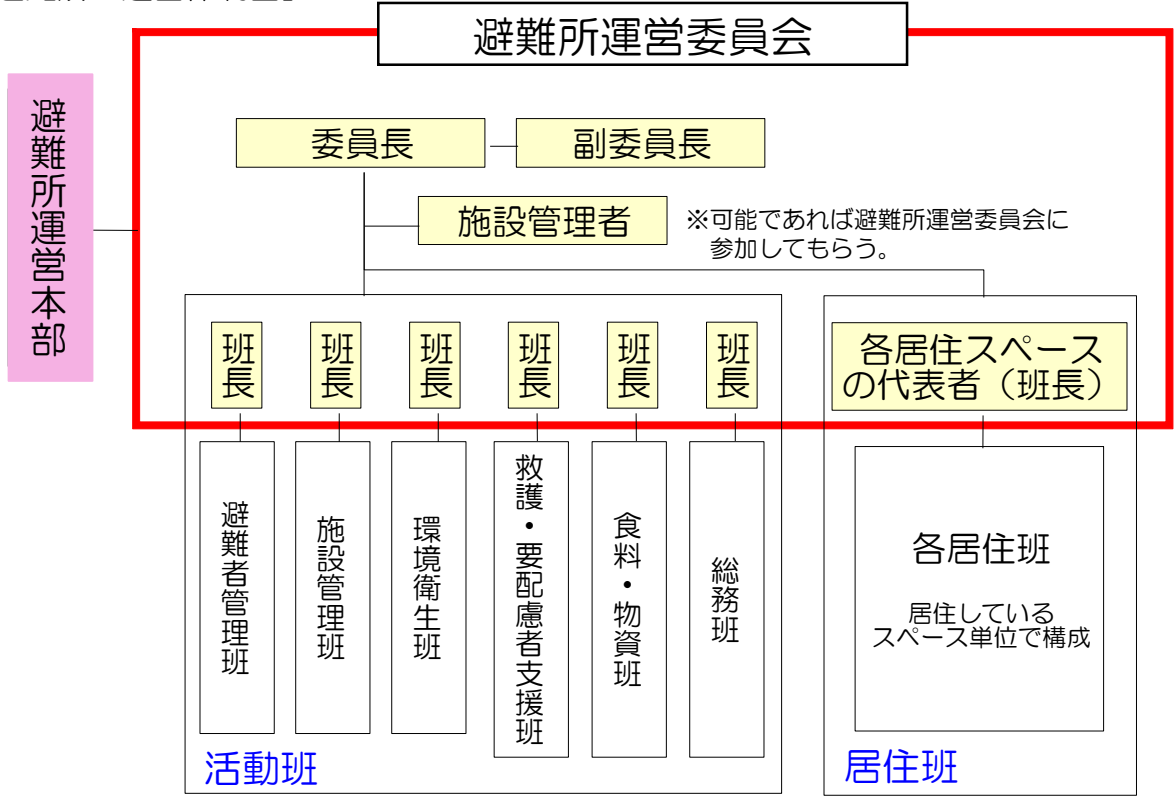 避難所運営委員会
避難所運営本部
委員長
副委員長
施設管理者
※可能であれば避難所運営委員会に
参加してもらう。
班長
班長
班長
班長
班長
班長
各居住スペース
の代表者（班長）
避難者管理班
施設管理班
環境衛生班
救護・要配慮者支援班
食料・物資班
総務班
各居住班
居住している
スペース単位で構成
活動班
居住班